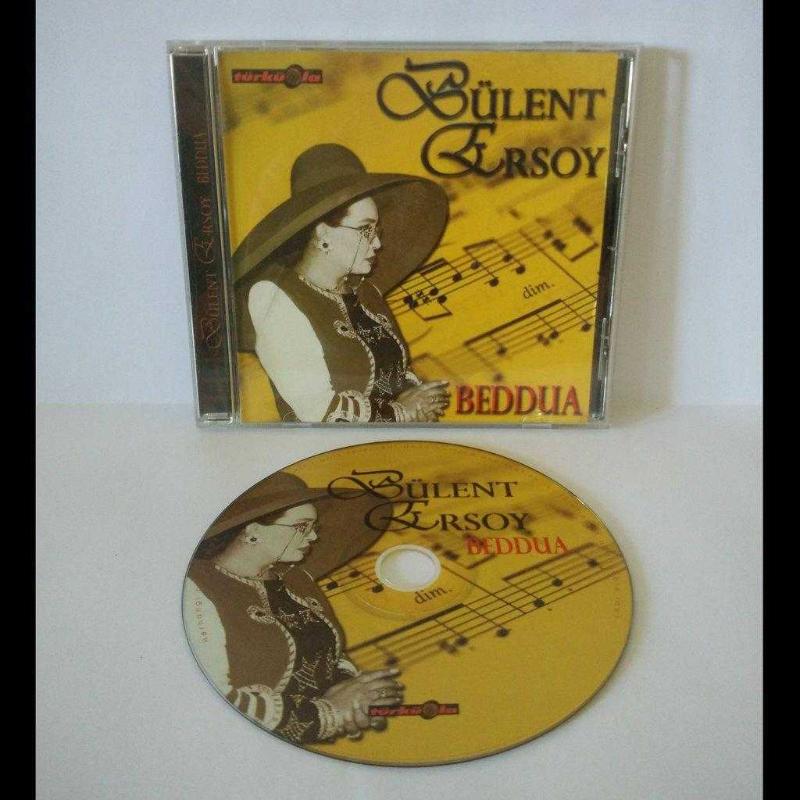 türküola
BÜLENT
ERSOY
dim.
BEDDUA
BÜLENT ERSOY BEDDUA
BÜLENT
ERSOY
BEDDUA
dim.
türküola